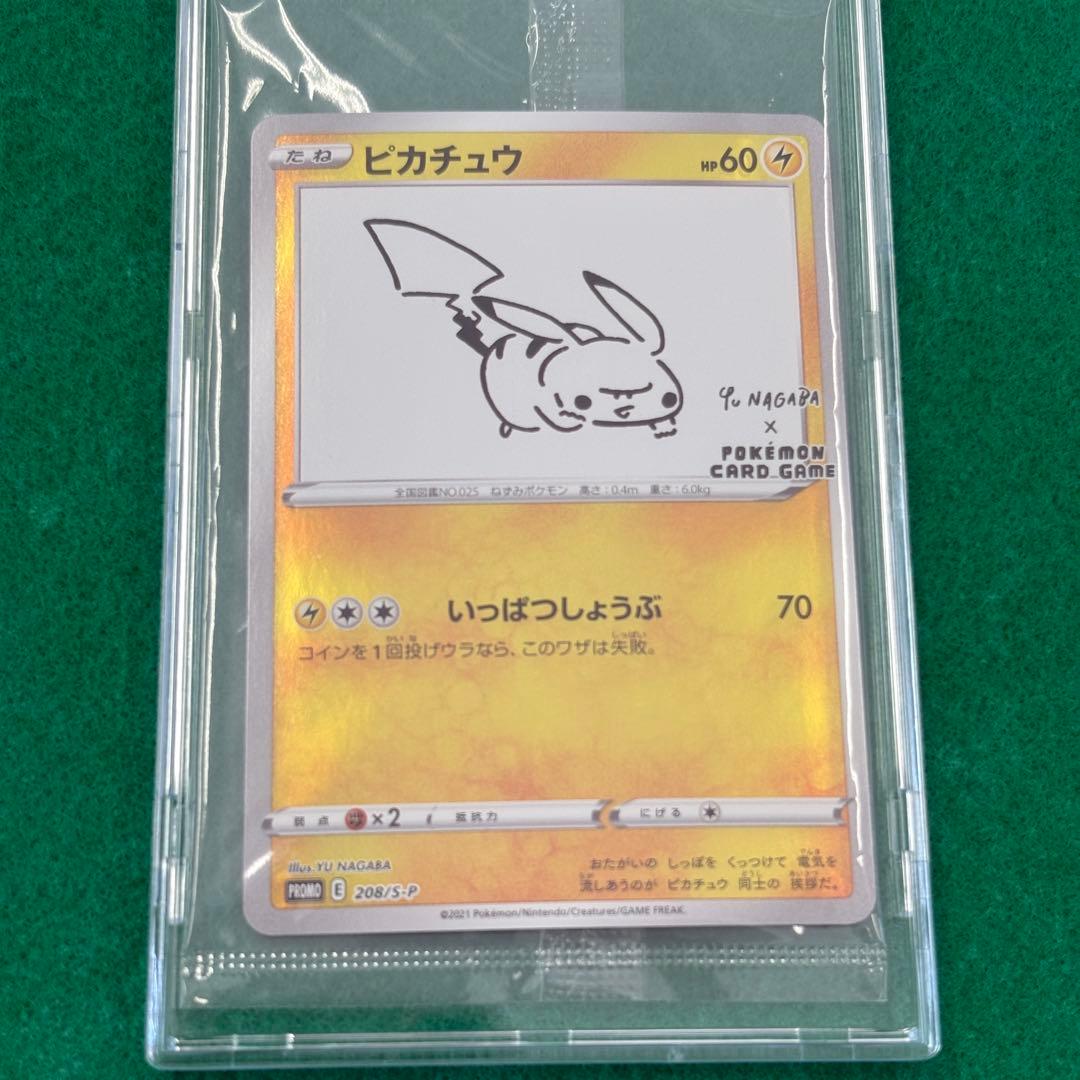 たね ピカチュウ HP60
Yu NAGABA
×
POKÉMON
CARD GAME
全国図鑑NO.025 ねずみポケモン 高さ:0.4m 重さ:6.0kg
いっぱつしょうぶ 70
コインを1回投げウラなら、このワザは失敗。
弱点 ×2 抵抗力 にげる
Illus. YU NAGABA
おたがいの しっぽを くっつけて 電気を
流しあうのが ピカチュウ 同士の 挨拶だ。
PROMO E 208/S-P
©2021 Pokémon/Nintendo/Creatures/GAME FREAK.